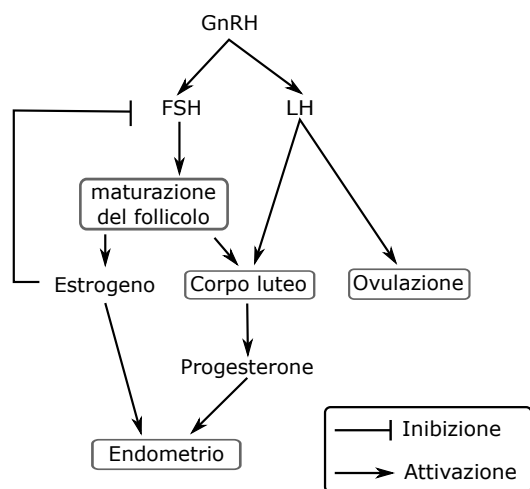 GnRH
FSH
LH
maturazione
del follicolo
Estrogeno
Corpo luteo
Ovulazione
Progesterone
Endometrio
Inibizione
Attivazione